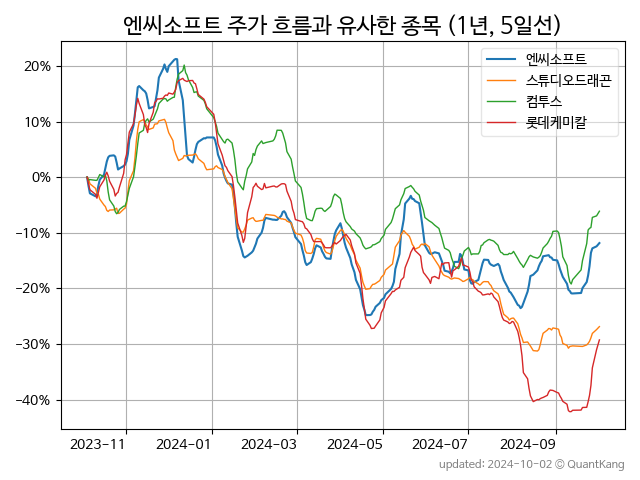 엔씨소프트 주가 흐름과 유사한 종목 (1년, 5일선)
엔씨소프트
스튜디오드래곤
컴투스
롯데케미칼
20%
10%
0%
−10%
−20%
−30%
−40%
2023-11
2024-01
2024-03
2024-05
2024-07
2024-09
updated: 2024-10-02 © QuantKang